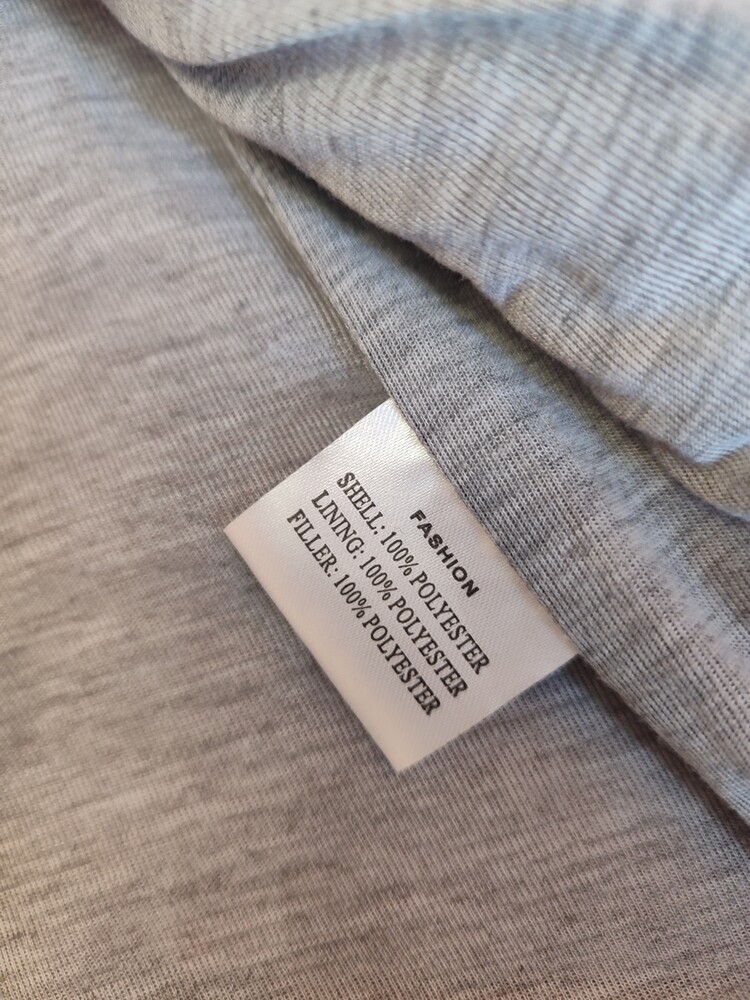 FASHION
SHELL: 100% POLYESTER
LINING: 100% POLYESTER
FILLER: 100% POLYESTER